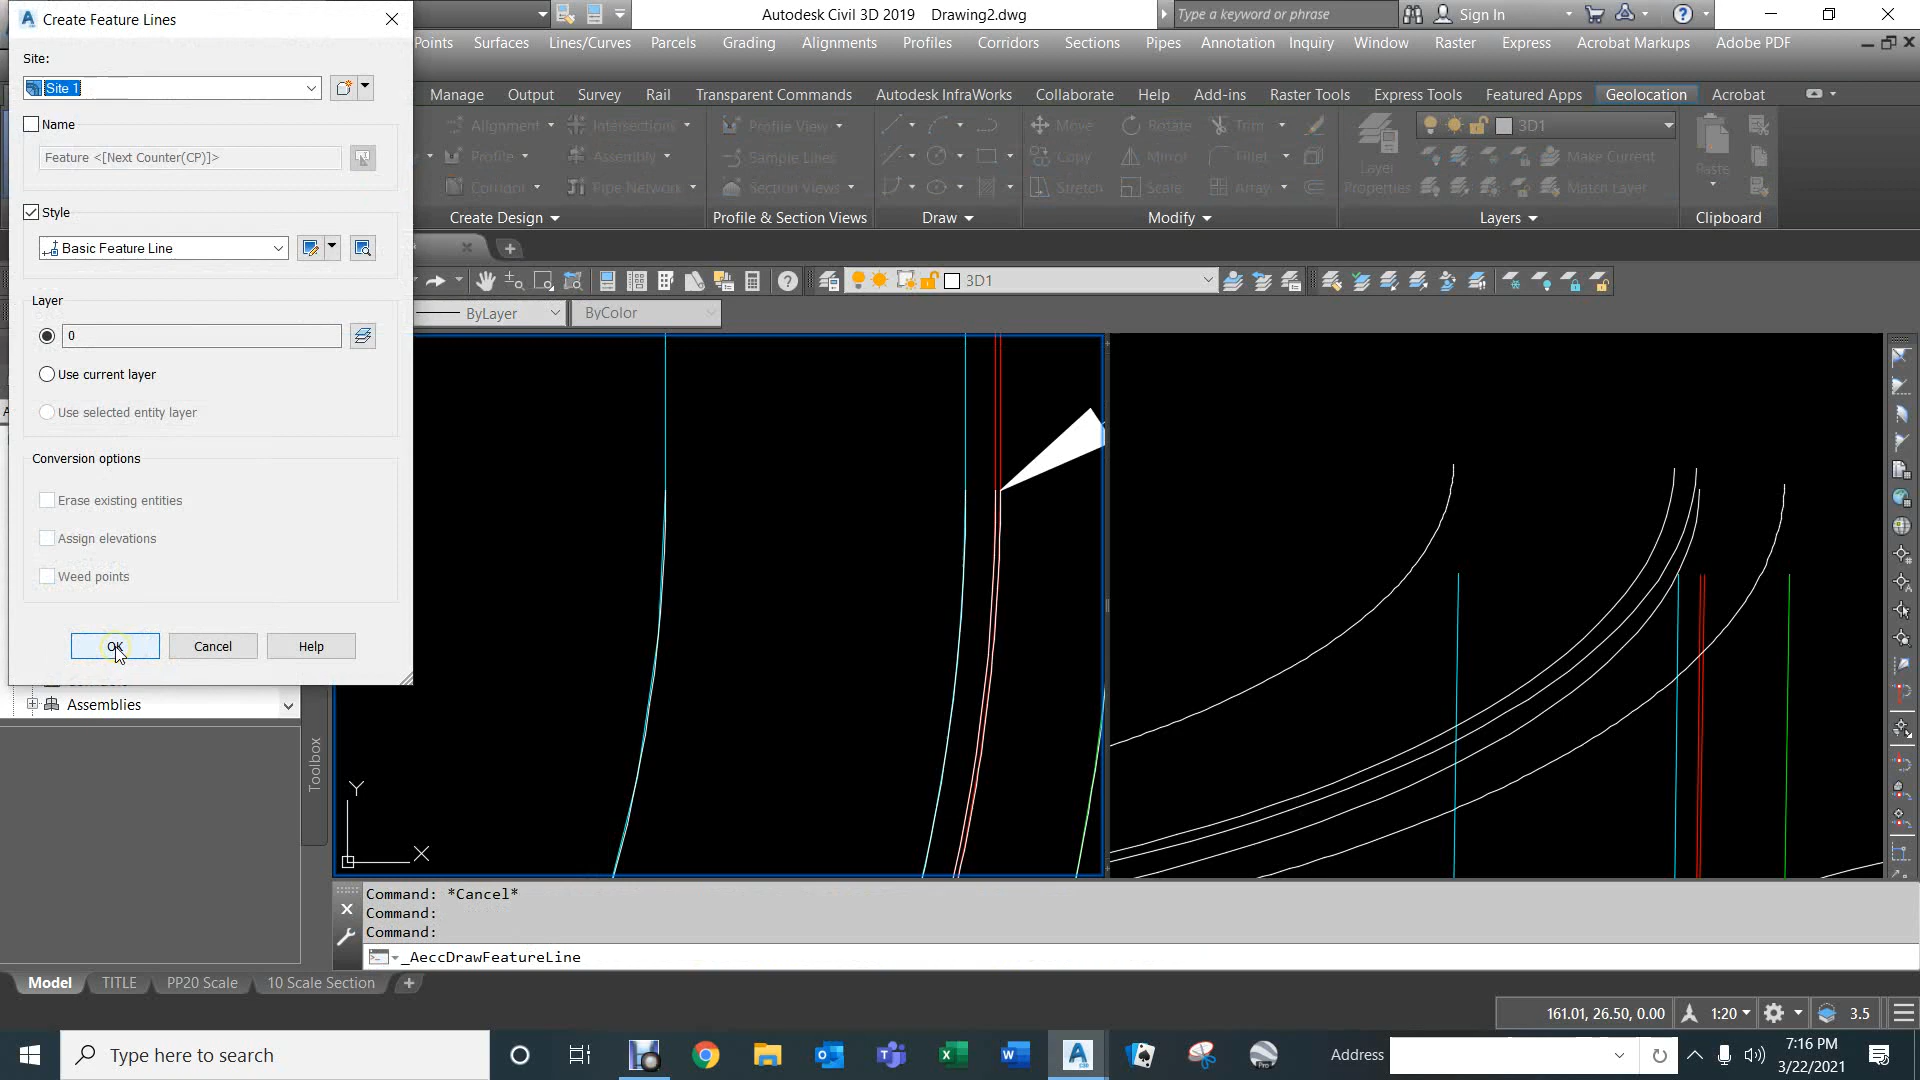 Create Feature Lines
Autodesk Civil 3D 2019 Drawing2.dwg
Type a keyword or phrase
Sign In
Points Surfaces Lines/Curves Parcels Grading Alignments Profiles Corridors Sections Pipes Annotation Inquiry Window Raster Express Acrobat Markups Adobe PDF
Site:
Site 1
Manage Output Survey Rail Transparent Commands Autodesk InfraWorks Collaborate Help Add-ins Raster Tools Express Tools Featured Apps Geolocation Acrobat
Name
Feature <[Next Counter(CP)]>
Alignment Intersections Profile View Move Rotate Trim 3D1
Profile Assembly Sample Lines Copy Mirror Fillet Make Current
Corridor Pipe Network Section Views Stretch Scale Array Match Layer
Layer
Properties
Paste
Create Design Profile & Section Views Draw Modify Layers Clipboard
Style
Basic Feature Line
3D1
ByLayer ByColor
Layer
0
Use current layer
Use selected entity layer
Conversion options
Erase existing entities
Assign elevations
Weed points
OK Cancel Help
Assemblies
Toolbox
Y
X
Command: *Cancel*
Command:
Command:
_AeccDrawFeatureLine
Model TITLE PP20 Scale 10 Scale Section
161.01, 26.50, 0.00 1:20 3.5
Type here to search
Address
7:16 PM
3/22/2021